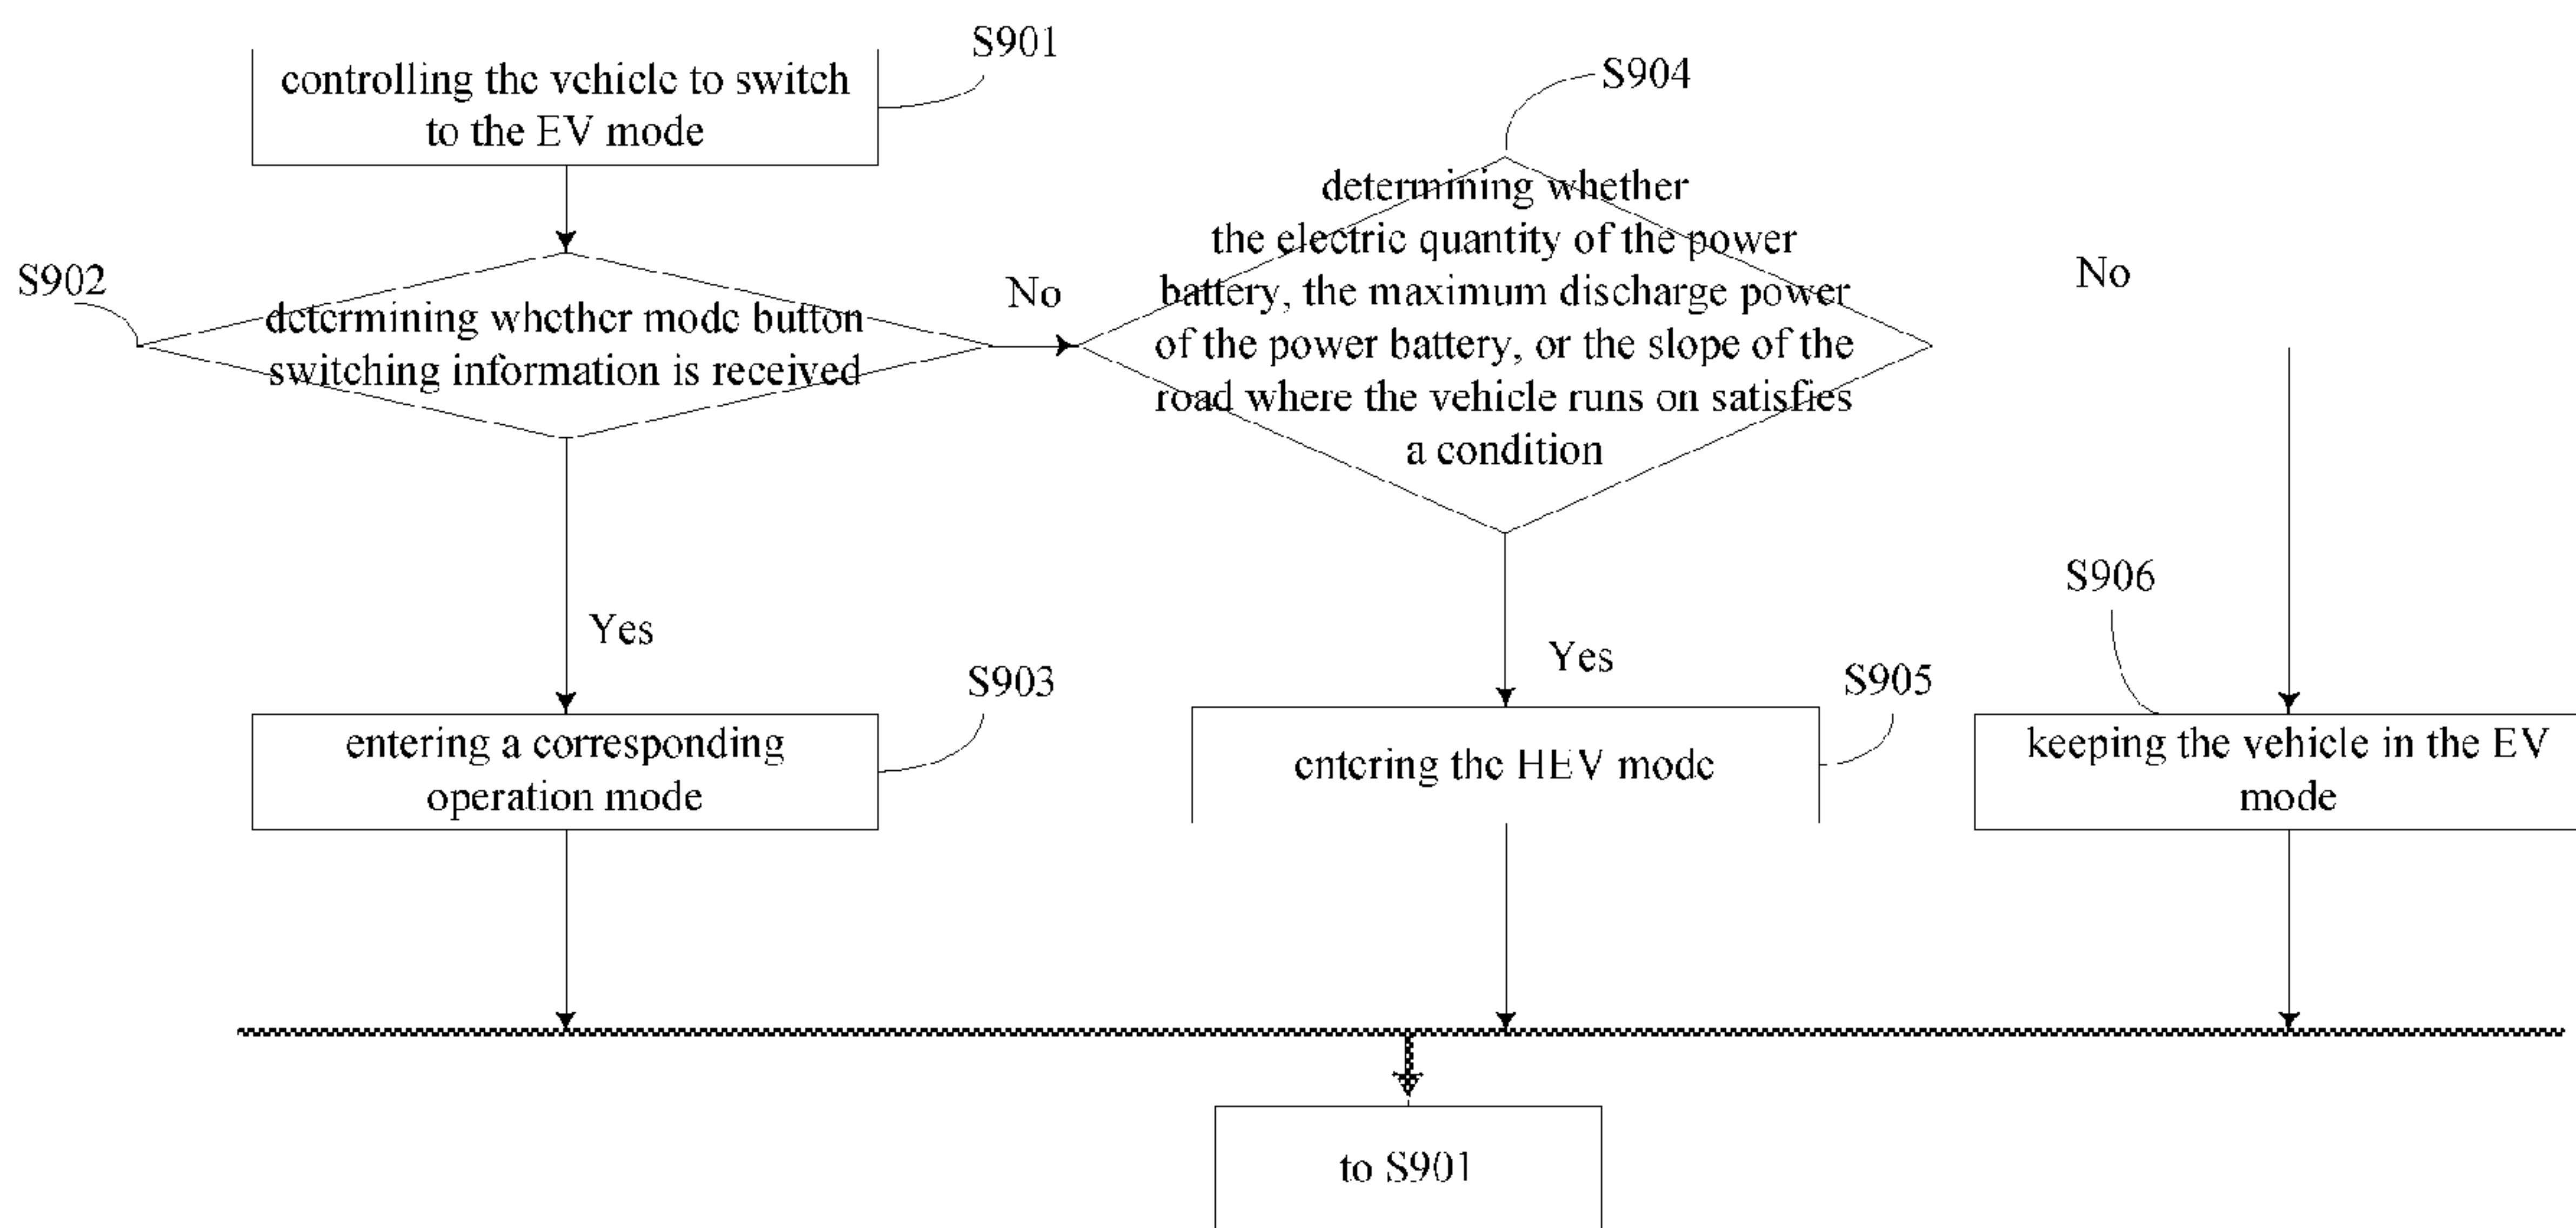 S901
controlling the vehicle to switch
to the EV mode
S902
determining whether mode button
switching information is received
No
S904
determining whether
the electric quantity of the power
battery, the maximum discharge power
of the power battery, or the slope of the
road where the vehicle runs on satisfies
a condition
No
Yes
S903
entering a corresponding
operation mode
Yes
S905
entering the HEV mode
S906
keeping the vehicle in the EV
mode
to S901